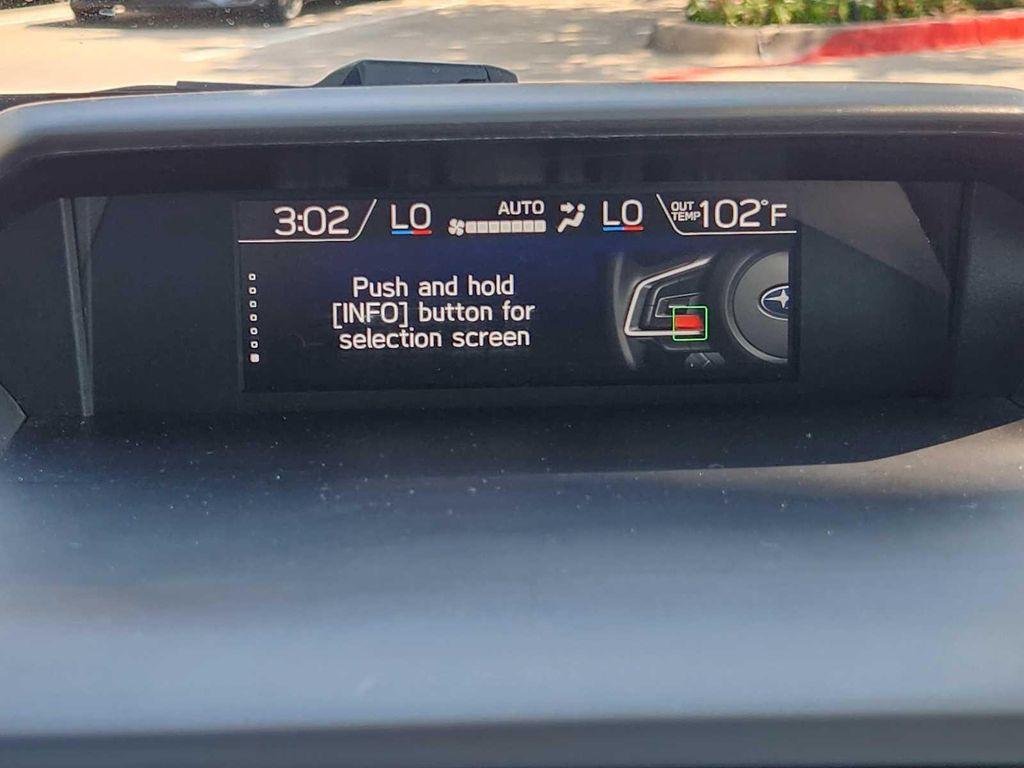 3:02 LO AUTO LO OUT TEMP 102°F
Push and hold
[INFO] button for
selection screen